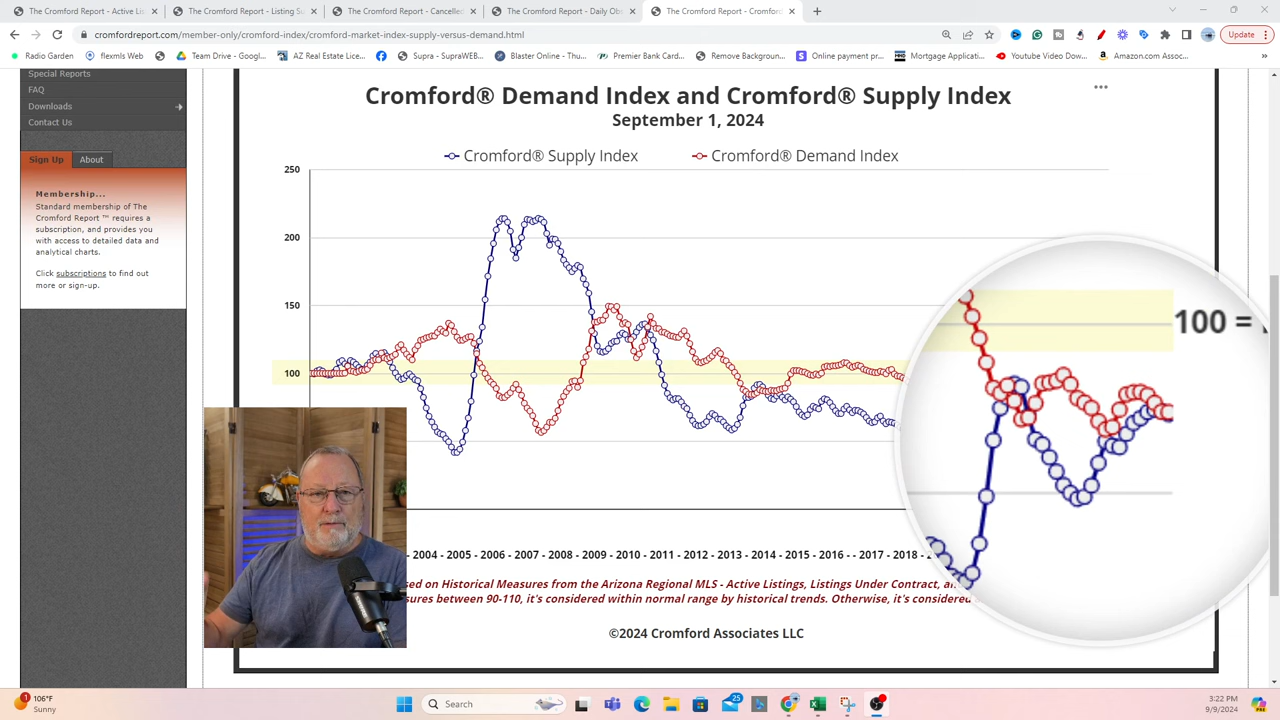 The Cromford Report - Active Lis
The Cromford Report - Listing Su
The Cromford Report - Cancelled
The Cromford Report - Daily Obs
The Cromford Report - Cromford
cromfordreport.com/member-only/cromford-index/cromford-market-index-supply-versus-demand.html
Update
Radio Garden
flexmls Web
Team Drive - Googl...
AZ Real Estate Lice...
Supra - SupraWEB...
Blaster Online - Thu...
Premier Bank Card...
Remove Backgroun...
Online payment pr...
Mortgage Applicati...
Youtube Video Dow...
Amazon.com Assoc...
Special Reports
FAQ
Downloads
Contact Us
Sign Up
About
Membership...
Standard membership of The
Cromford Report ™ requires a
subscription, and provides you
with access to detailed data and
analytical charts.
Click subscriptions to find out
more or sign-up.
Cromford® Demand Index and Cromford® Supply Index
September 1, 2024
Cromford® Supply Index
Cromford® Demand Index
250
200
150
100
100 =
- 2004 - 2005 - 2006 - 2007 - 2008 - 2009 - 2010 - 2011 - 2012 - 2013 - 2014 - 2015 - 2016 - - 2017 - 2018 -
sed on Historical Measures from the Arizona Regional MLS - Active Listings, Listings Under Contract, a
sures between 90-110, it's considered within normal range by historical trends. Otherwise, it's considered
©2024 Cromford Associates LLC
1
106°F
Sunny
Search
25
3:22 PM
9/9/2024